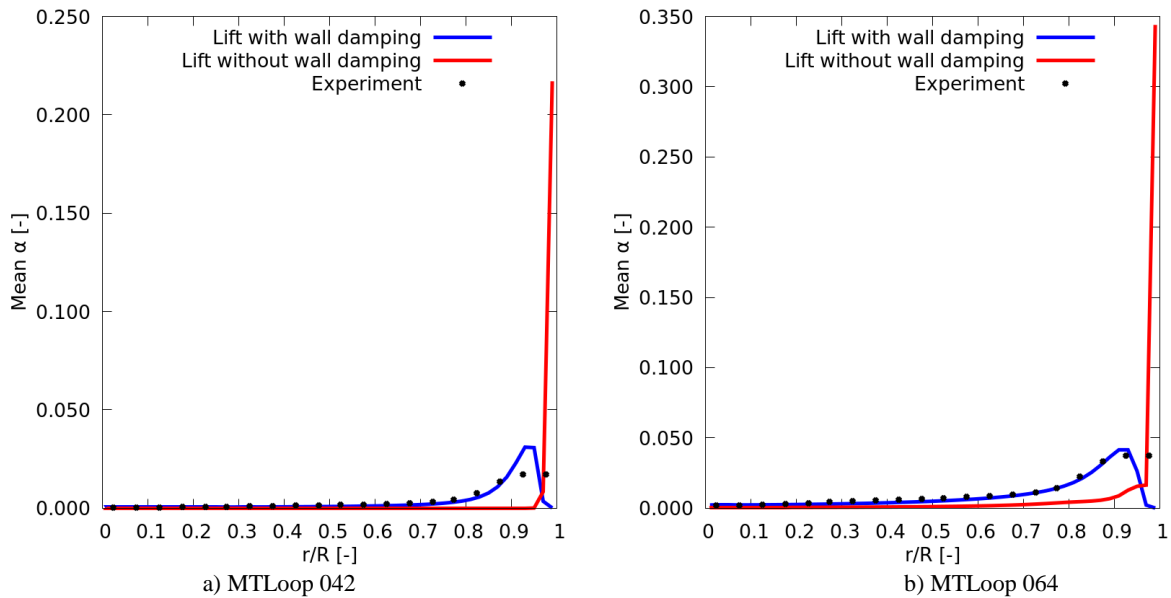 0.250
0.200
0.150
0.100
0.050
0.000
Mean α [-]
Lift with wall damping
Lift without wall damping
Experiment
0 0.1 0.2 0.3 0.4 0.5 0.6 0.7 0.8 0.9 1
r/R [-]
a) MTLoop 042
0.350
0.300
0.250
0.200
0.150
0.100
0.050
0.000
Mean α [-]
Lift with wall damping
Lift without wall damping
Experiment
0 0.1 0.2 0.3 0.4 0.5 0.6 0.7 0.8 0.9 1
r/R [-]
b) MTLoop 064